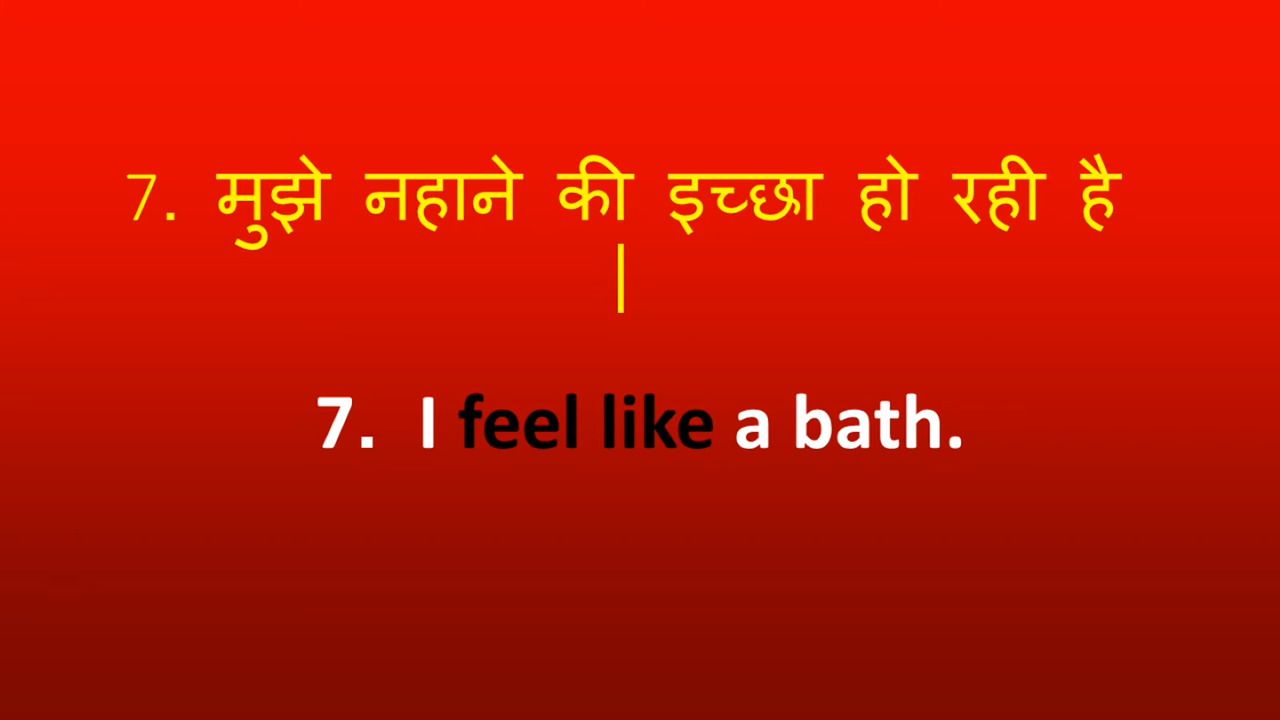 7. मुझे नहाने की इच्छा हो रही है
|
7. I feel like a bath.